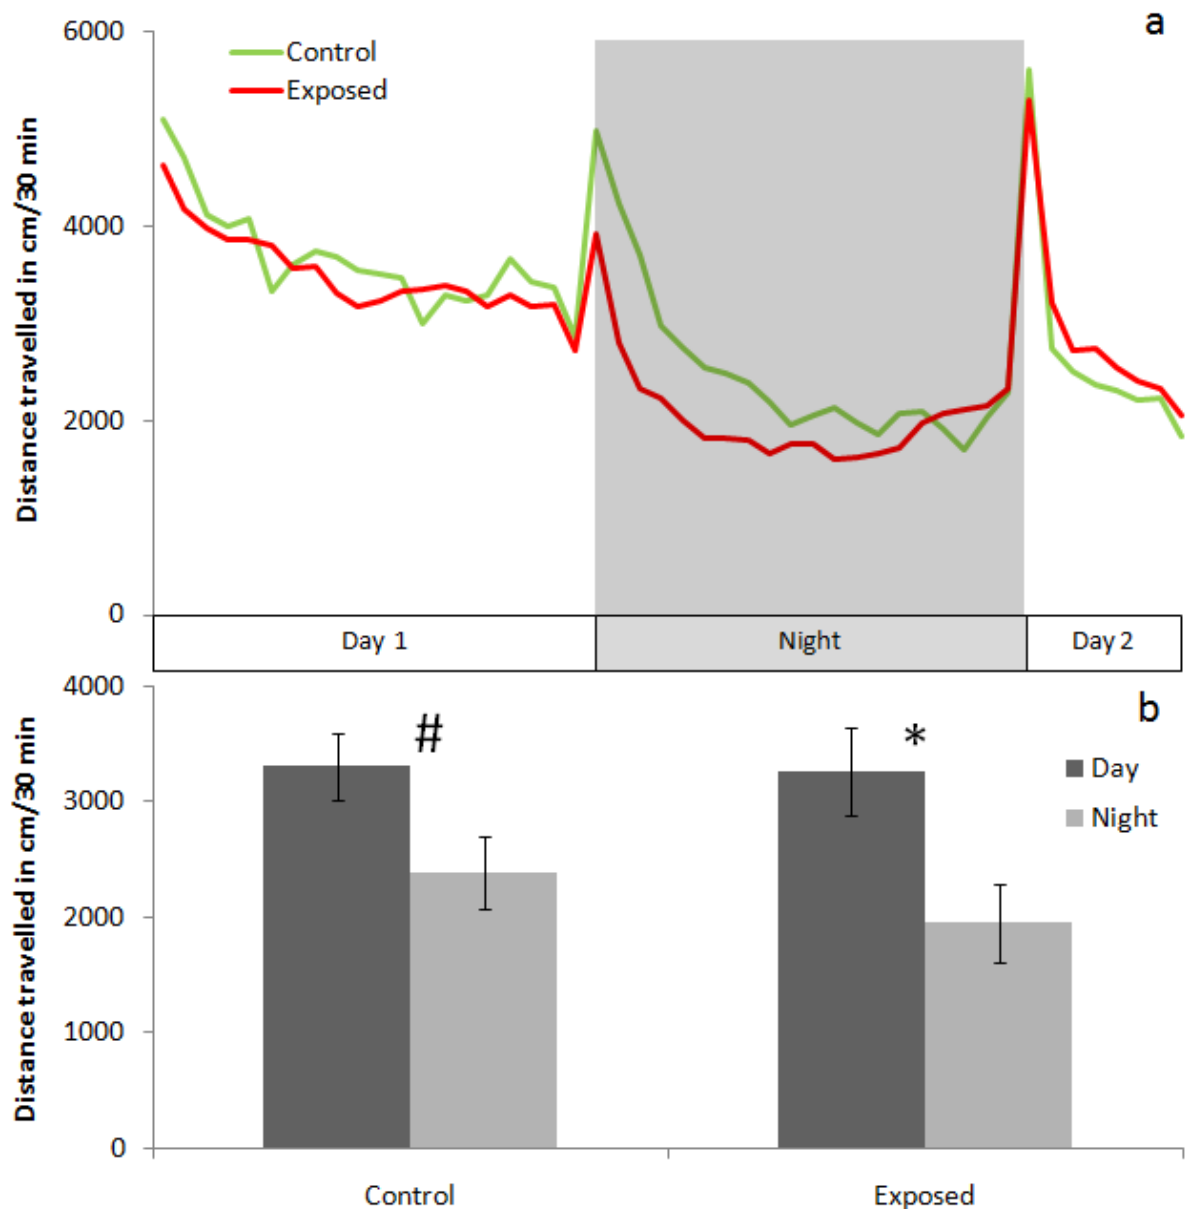 a
6000
Control
Exposed
4000
2000
0
Distance travelled in cm/30 min
Day 1
Night
Day 2
b
4000
#
*
Day
3000
Night
2000
1000
0
Distance travelled in cm/30 min
Control
Exposed